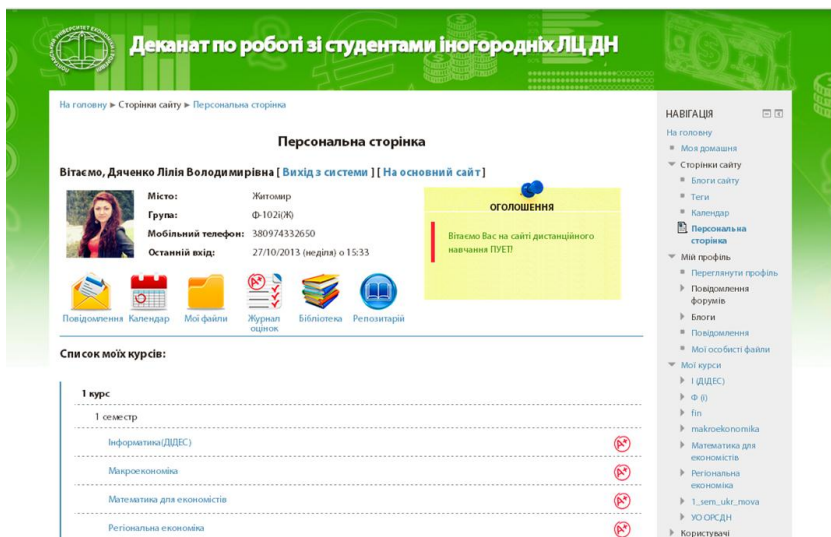 Деканат по роботі зі студентами іногородніх ЛЦ ДН
На головну ► Сторінки сайту ► Персональна сторінка
Персональна сторінка
Вітаємо, Дяченко Лілія Володимирівна [ Вихід з системи ] [ На основний сайт ]
Місто: Житомир
Група: Ф-102і(Ж)
Мобільний телефон: 380974332650
Останній вхід: 27/10/2013 (неділя) о 15:33
ОГОЛОШЕННЯ
Вітаємо Вас на сайті дистанційного
навчання ПУЕТ!
Повідомлення Календар Мої файли Журнал оцінок Бібліотека Репозитарій
Список моїх курсів:
1 курс
1 семестр
Інформатика(ДІДЕС)
Макроекономіка
Математика для економістів
Регіональна економіка
НАВІГАЦІЯ
На головну
Моя домашня
Сторінки сайту
Блоги сайту
Теги
Календар
Персональна
сторінка
Мій профіль
Переглянути профіль
Повідомлення
форумів
Блоги
Повідомлення
Мої особисті файли
Мої курси
І (ДІДЕС)
Ф (і)
fin
makroekonomika
Математика для
економістів
Регіональна
економіка
1_sem_ukr_mova
УО ОРСДН
Користувачі